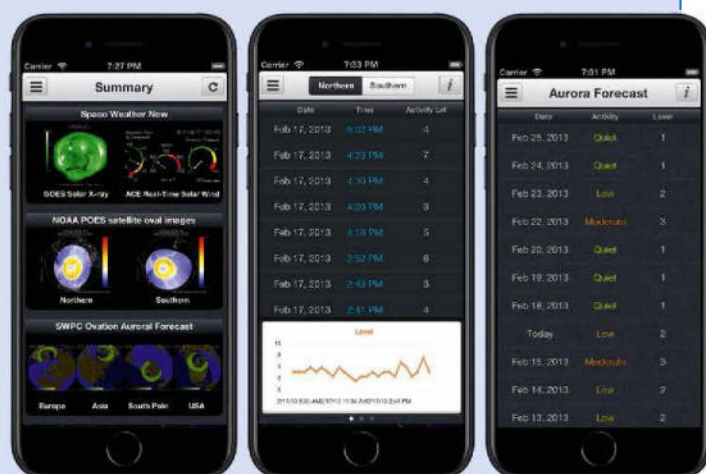 Carrier 7:27 PM
Summary
Space Weather Now
GOES Solar X-ray ACE Real-Time Solar Wind
NOAA POES satellite oval images
Northern Southern
SWPC Ovation Auroral Forecast
Europe Asia South Pole USA
Carrier 7:33 PM
Northern Southern i
Date Time Activity Lvl
Feb 17, 2013 5:02 PM 4
Feb 17, 2013 7
Feb 17, 2013 4
Feb 17, 2013 4:20 PM 3
Feb 17, 2013 4:18 PM 5
Feb 17, 2013 2:52 PM 6
Feb 17, 2013 2:43 PM 3
Feb 17, 2013 2:41 PM 4
Level
Carrier 7:31 PM
Aurora Forecast i
Date Activity Level
Feb 25, 2013 Quiet 1
Feb 24, 2013 Quiet 1
Feb 23, 2013 Low 2
Feb 22, 2013 Moderate 3
Feb 20, 2013 Quiet 1
Feb 19, 2013 Quiet 1
Feb 18, 2013 Quiet 1
Today Low 2
Feb 15, 2013 Moderate 3
Feb 14, 2013 Low 2
Feb 13, 2013 Low 2